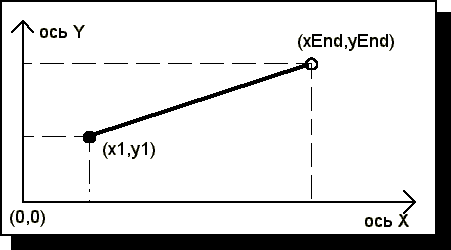 ось Y
(xEnd,yEnd)
(x1,y1)
(0,0)
ось X